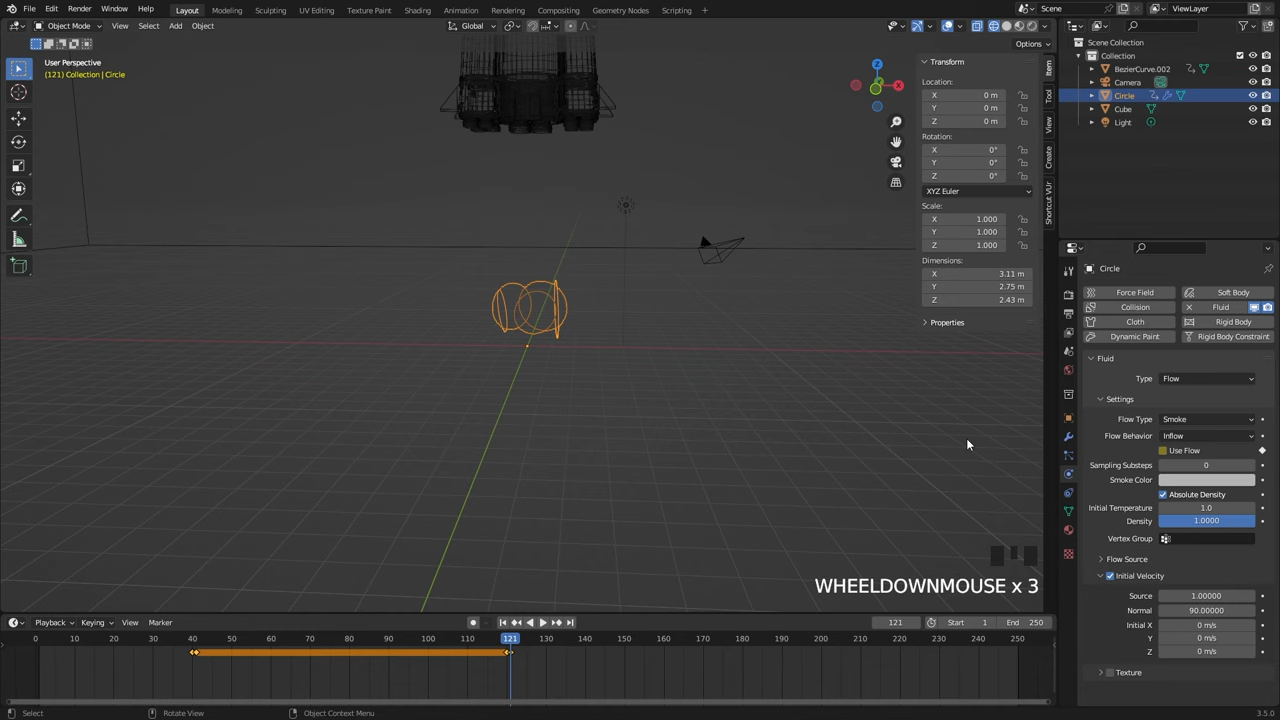 File Edit Render Window Help Layout Modeling Sculpting UV Editing Texture Paint Shading Animation Rendering Compositing Geometry Nodes Scripting Scene ViewLayer
Object Mode View Select Add Object Global
Options
User Perspective
(121) Collection | Circle
Z
X
Transform
Location:
X 0 m
Y 0 m
Z 0 m
Rotation:
X 0°
Y 0°
Z 0°
XYZ Euler
Scale:
X 1.000
Y 1.000
Z 1.000
Dimensions:
X 3.11 m
Y 2.75 m
Z 2.43 m
Properties
Item
Tool
View
Create
Shortcut VUr
Scene Collection
Collection
BezierCurve.002
Camera
Circle
Cube
Light
Circle
Force Field Soft Body
Collision Fluid
Cloth Rigid Body
Dynamic Paint Rigid Body Constraint
Fluid
Type Flow
Settings
Flow Type Smoke
Flow Behavior Inflow
Use Flow
Sampling Substeps 0
Smoke Color
Absolute Density
Initial Temperature 1.0
Density 1.0000
Vertex Group
Flow Source
Initial Velocity
Source 1.00000
Normal 90.00000
Initial X 0 m/s
Y 0 m/s
Z 0 m/s
Texture
WHEELDOWNMOUSE x 3
Playback Keying View Marker 121 Start 1 End 250
0 10 20 30 40 50 60 70 80 90 100 110 121 130 140 150 160 170 180 190 200 210 220 230 240 250
Select Rotate View Object Context Menu 3.5.0